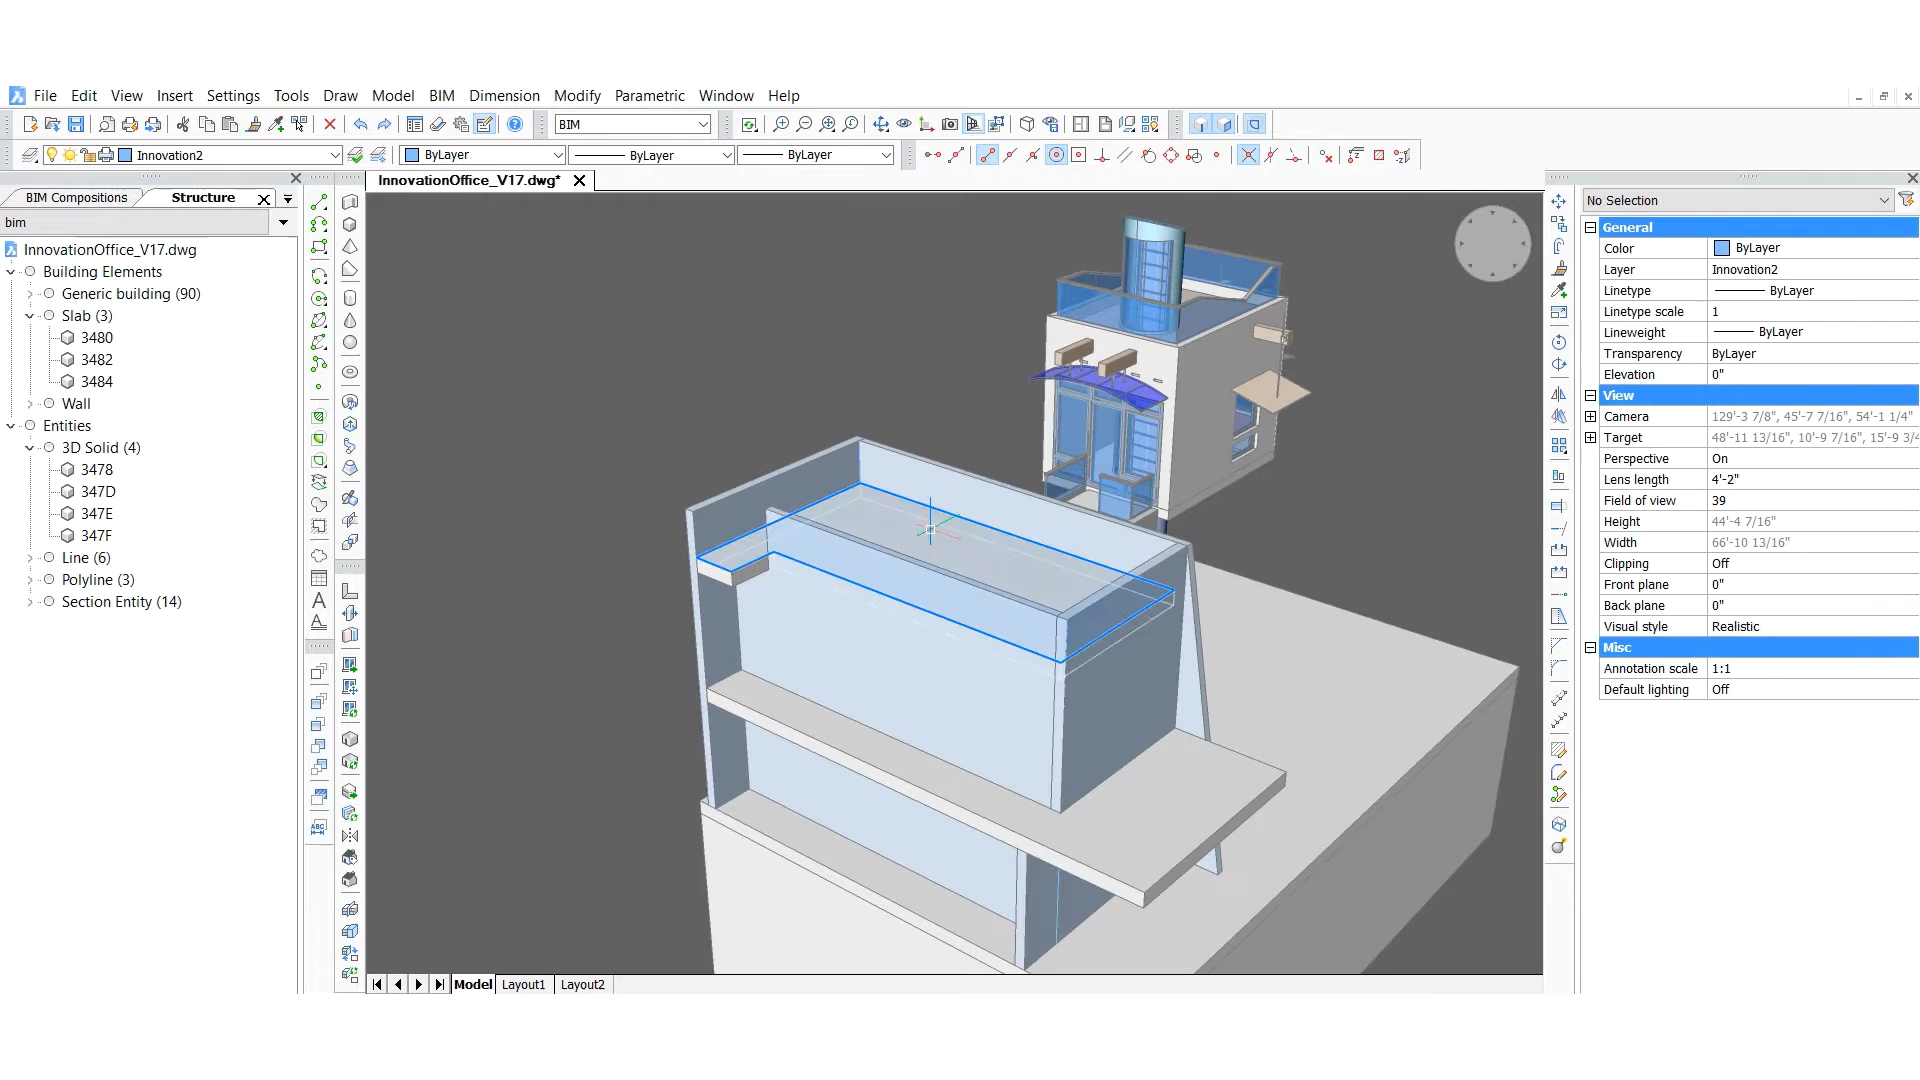 File Edit View Insert Settings Tools Draw Model BIM Dimension Modify Parametric Window Help
BIM
Innovation2 ByLayer ByLayer ByLayer
InnovationOffice_V17.dwg*
BIM Compositions Structure
bim
InnovationOffice_V17.dwg
Building Elements
Generic building (90)
Slab (3)
3480
3482
3484
Wall
Entities
3D Solid (4)
3478
347D
347E
347F
Line (6)
Polyline (3)
Section Entity (14)
A
A
ABC
Model Layout1 Layout2
No Selection
General
Color ByLayer
Layer Innovation2
Linetype ByLayer
Linetype scale 1
Lineweight ByLayer
Transparency ByLayer
Elevation 0"
View
Camera 129'-3 7/8", 45'-7 7/16", 54'-1 1/4"
Target 48'-11 13/16", 10'-9 7/16", 15'-9 3/4
Perspective On
Lens length 4'-2"
Field of view 39
Height 44'-4 7/16"
Width 66'-10 13/16"
Clipping Off
Front plane 0"
Back plane 0"
Visual style Realistic
Misc
Annotation scale 1:1
Default lighting Off